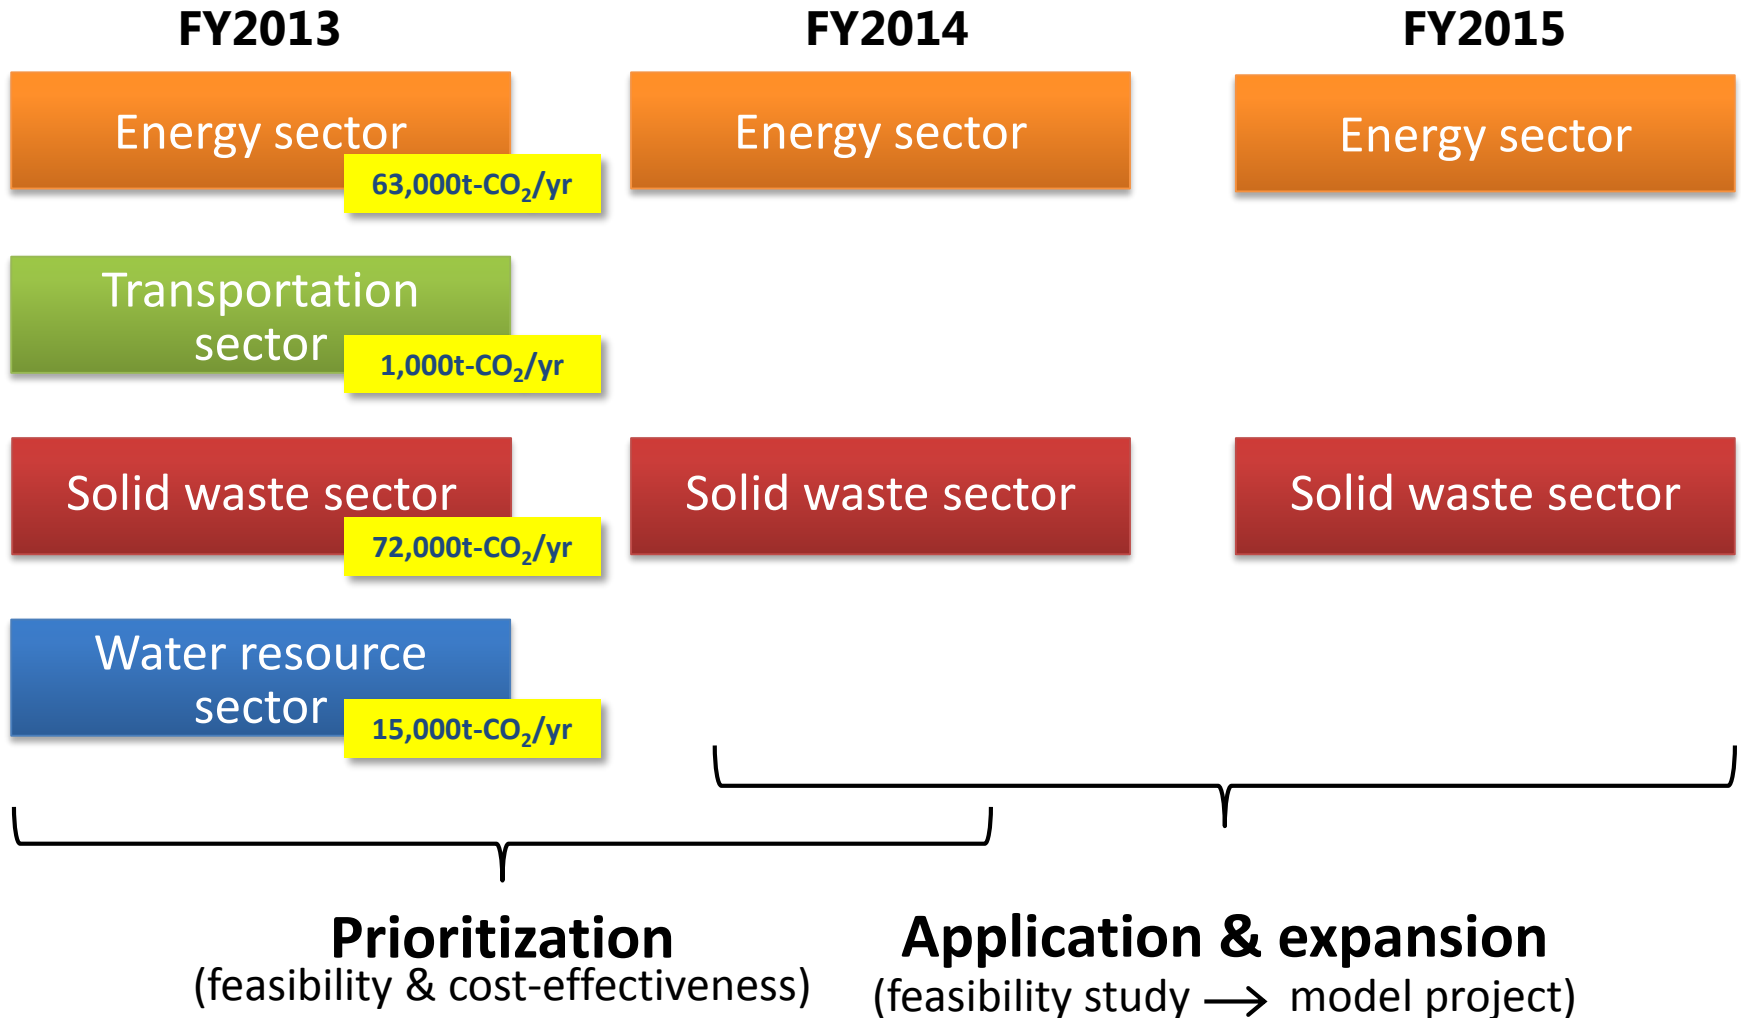 FY2013
FY2014
FY2015
Energy sector
63,000t-CO₂/yr
Energy sector
Energy sector
Transportation
sector
1,000t-CO₂/yr
Solid waste sector
72,000t-CO₂/yr
Solid waste sector
Solid waste sector
Water resource
sector
15,000t-CO₂/yr
Prioritization
(feasibility & cost-effectiveness)
Application & expansion
(feasibility study → model project)